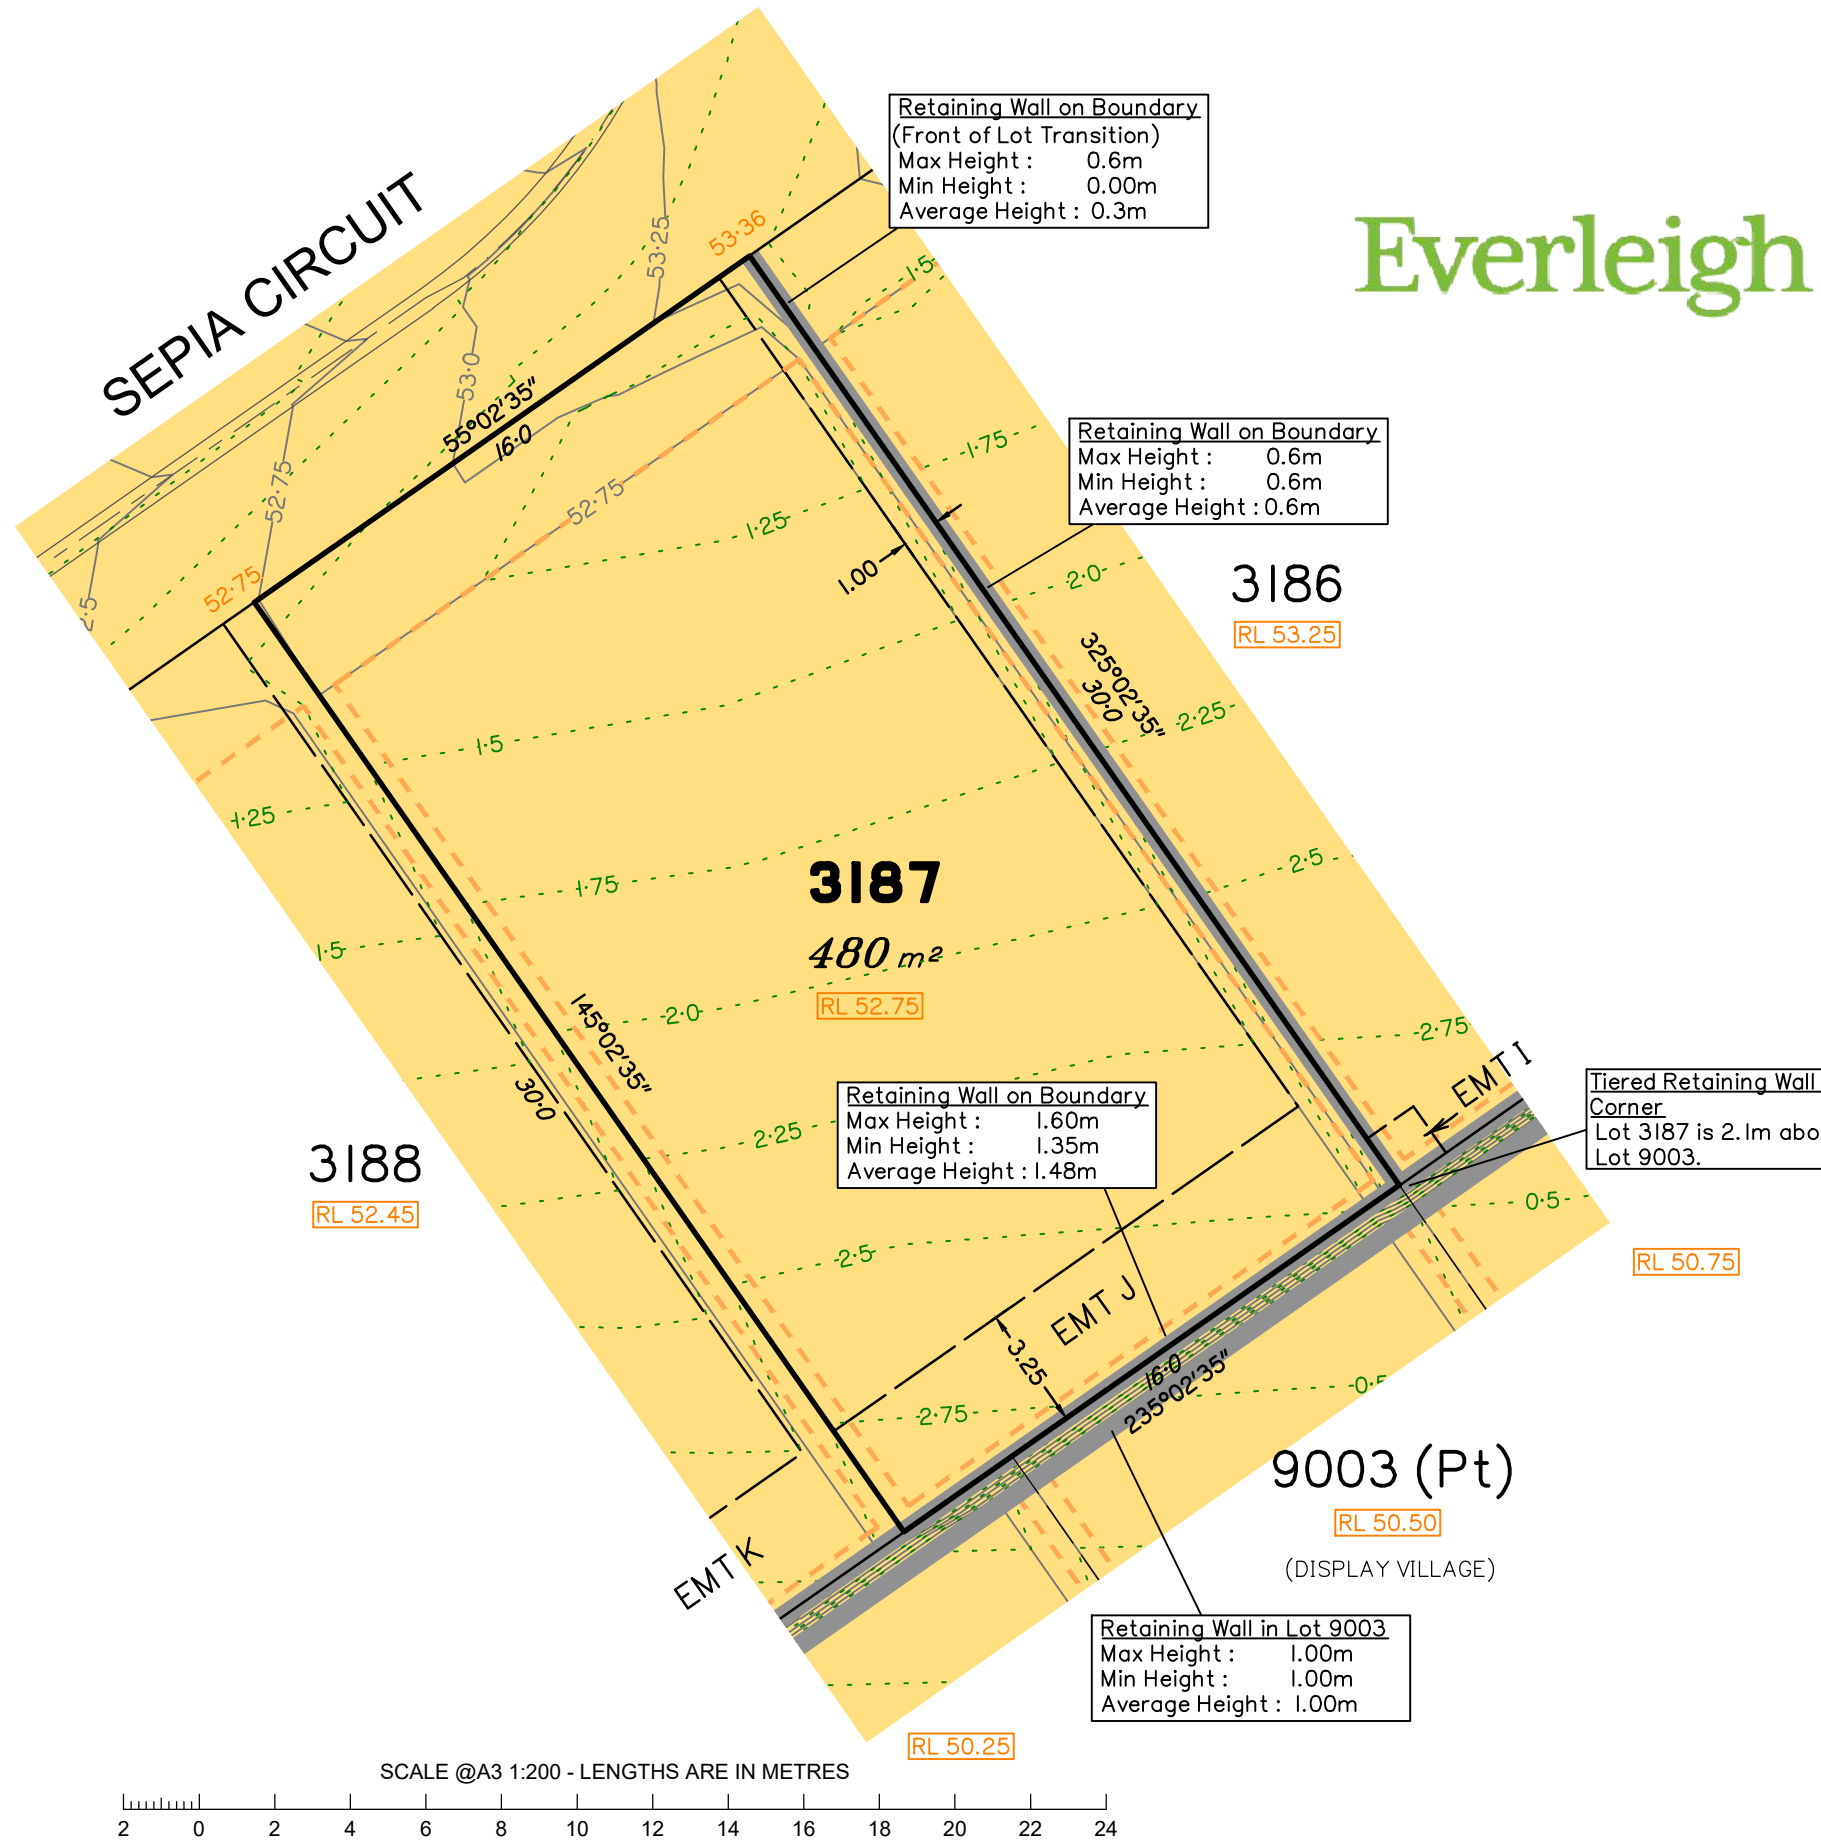 Retaining Wall on Boundary
(Front of Lot Transition)
Max Height : 0.6m
Min Height : 0.00m
Average Height : 0.3m
Everleigh
SEPIA CIRCUIT
53·36
53·25
53·0
52·75
2·5
52·75
55°02'35"
16·0
52·75
1·5
1·75
1·25
2·0
1·00
Retaining Wall on Boundary
Max Height : 0.6m
Min Height : 0.6m
Average Height : 0.6m
3186
RL 53.25
325°02'35"
30·0
2·25
1·5
1·25
2·5
3187
480 m²
RL 52.75
1·75
1·5
2·0
145°02'35"
30·0
2·75
EMT I
Tiered Retaining Wall
Corner
Lot 3187 is 2.1m abo
Lot 9003.
Retaining Wall on Boundary
Max Height : 1.60m
Min Height : 1.35m
Average Height : 1.48m
2·25
3188
RL 52.45
0·5
2·5
RL 50.75
EMT J
3.25
16·0
235°02'35"
0·5
2·75
9003 (Pt)
RL 50.50
(DISPLAY VILLAGE)
EMT K
Retaining Wall in Lot 9003
Max Height : 1.00m
Min Height : 1.00m
Average Height : 1.00m
RL 50.25
SCALE @A3 1:200 - LENGTHS ARE IN METRES
2 0 2 4 6 8 10 12 14 16 18 20 22 24